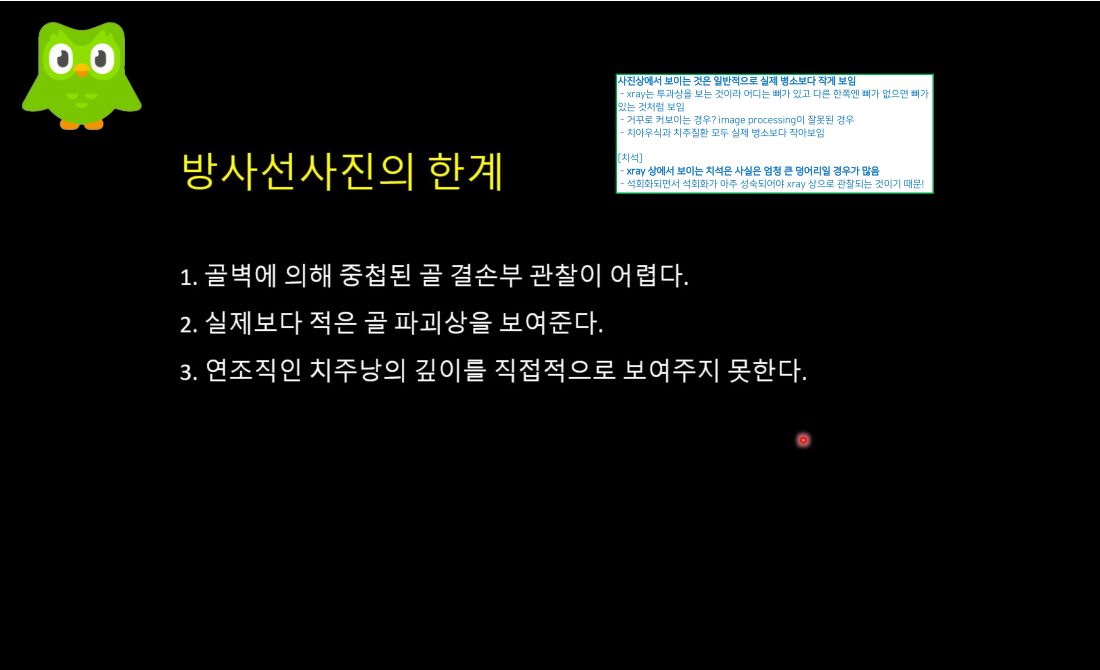 사진상에서 보이는 것은 일반적으로 실제 병소보다 작게 보임
- xray는 투과상을 보는 것이라 어디는 뼈가 있고 다른 한쪽엔 뼈가 없으면 뼈가
있는 것처럼 보임
- 거꾸로 커보이는 경우? image processing이 잘못된 경우
- 치아우식과 치주질환 모두 실제 병소보다 작아보임
[치석]
- xray 상에서 보이는 치석은 사실은 엄청 큰 덩어리일 경우가 많음
- 석회화되면서 석회화가 아주 성숙되어야 xray 상으로 관찰되는 것이기 때문!
방사선사진의 한계
1. 골벽에 의해 중첩된 골 결손부 관찰이 어렵다.
2. 실제보다 적은 골 파괴상을 보여준다.
3. 연조직인 치주낭의 깊이를 직접적으로 보여주지 못한다.